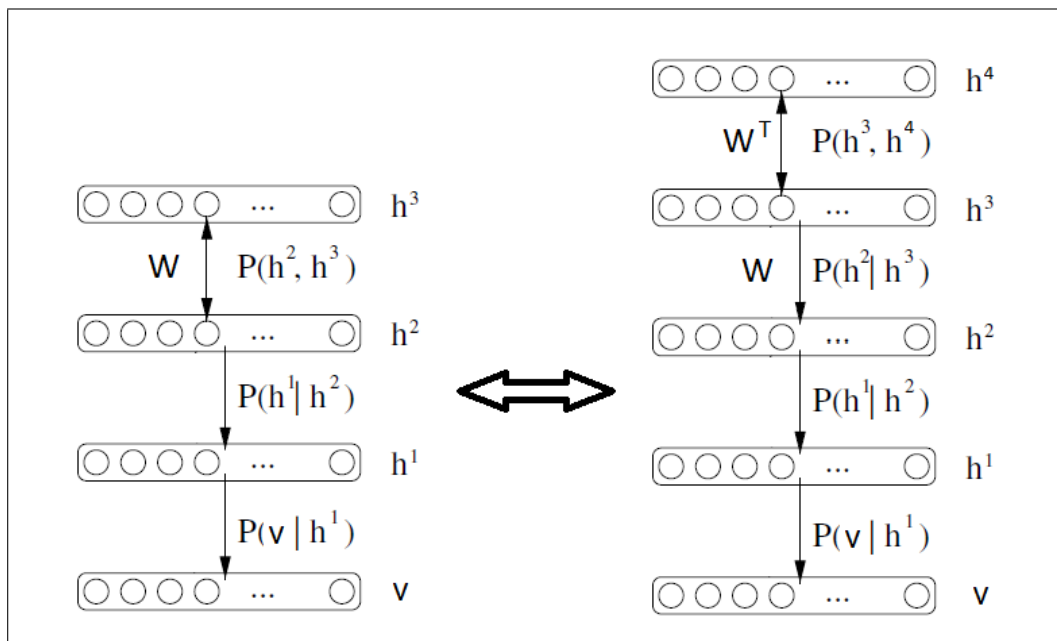 ... h³
W P(h², h³)
... h²
P(h¹| h²)
... h¹
P(v | h¹)
... v
... h⁴
Wᵀ P(h³, h⁴)
... h³
W P(h²| h³)
... h²
P(h¹| h²)
... h¹
P(v | h¹)
... v